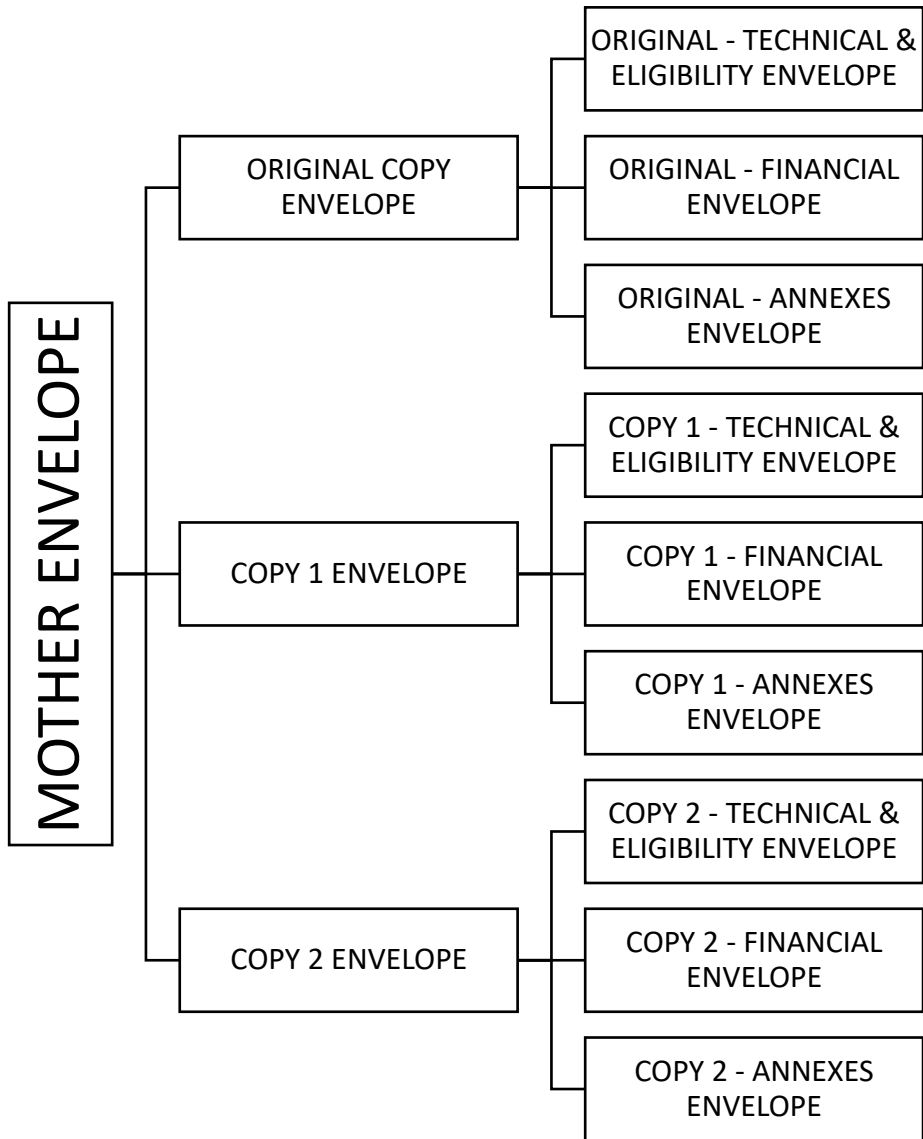 MOTHER ENVELOPE
ORIGINAL COPY
ENVELOPE
ORIGINAL - TECHNICAL &
ELIGIBILITY ENVELOPE
ORIGINAL - FINANCIAL
ENVELOPE
ORIGINAL - ANNEXES
ENVELOPE
COPY 1 ENVELOPE
COPY 1 - TECHNICAL &
ELIGIBILITY ENVELOPE
COPY 1 - FINANCIAL
ENVELOPE
COPY 1 - ANNEXES
ENVELOPE
COPY 2 ENVELOPE
COPY 2 - TECHNICAL &
ELIGIBILITY ENVELOPE
COPY 2 - FINANCIAL
ENVELOPE
COPY 2 - ANNEXES
ENVELOPE